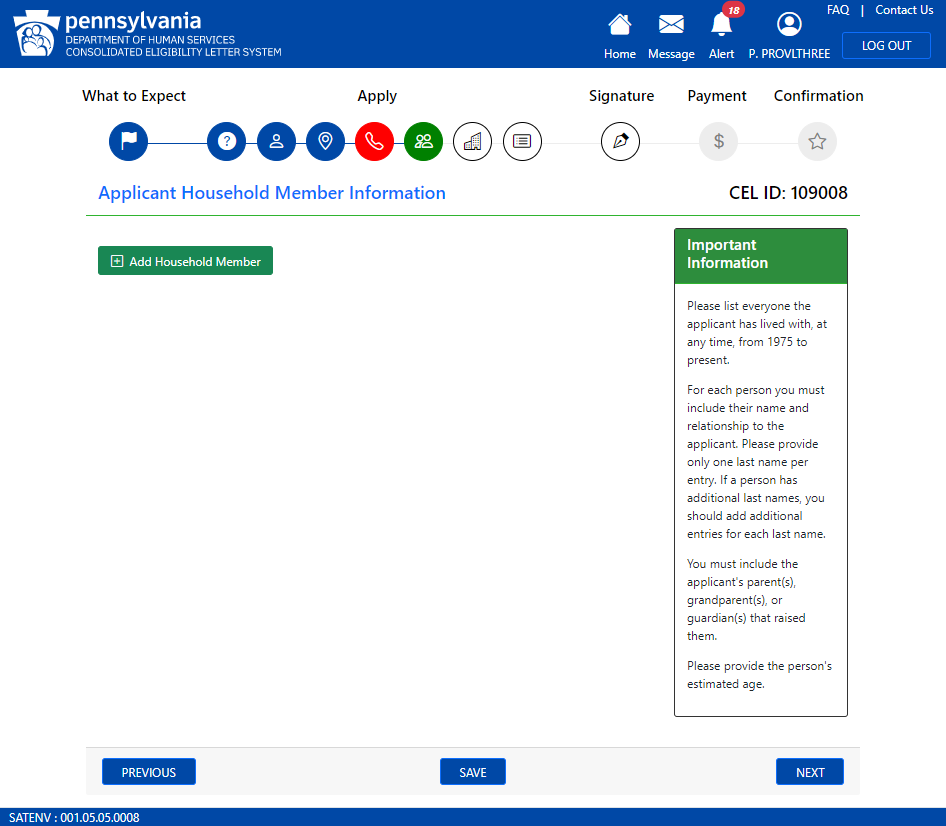 pennsylvania
DEPARTMENT OF HUMAN SERVICES
CONSOLIDATED ELIGIBILITY LETTER SYSTEM
FAQ | Contact Us
18
Home Message Alert P. PROVLTHREE LOG OUT
What to Expect Apply Signature Payment Confirmation
? $
Applicant Household Member Information
CEL ID: 109008
Add Household Member
Important
Information
Please list everyone the
applicant has lived with, at
any time, from 1975 to
present.
For each person you must
include their name and
relationship to the
applicant. Please provide
only one last name per
entry. If a person has
additional last names, you
should add additional
entries for each last name.
You must include the
applicant's parent(s),
grandparent(s), or
guardian(s) that raised
them.
Please provide the person's
estimated age.
PREVIOUS SAVE NEXT
SATENV : 001.05.05.0008